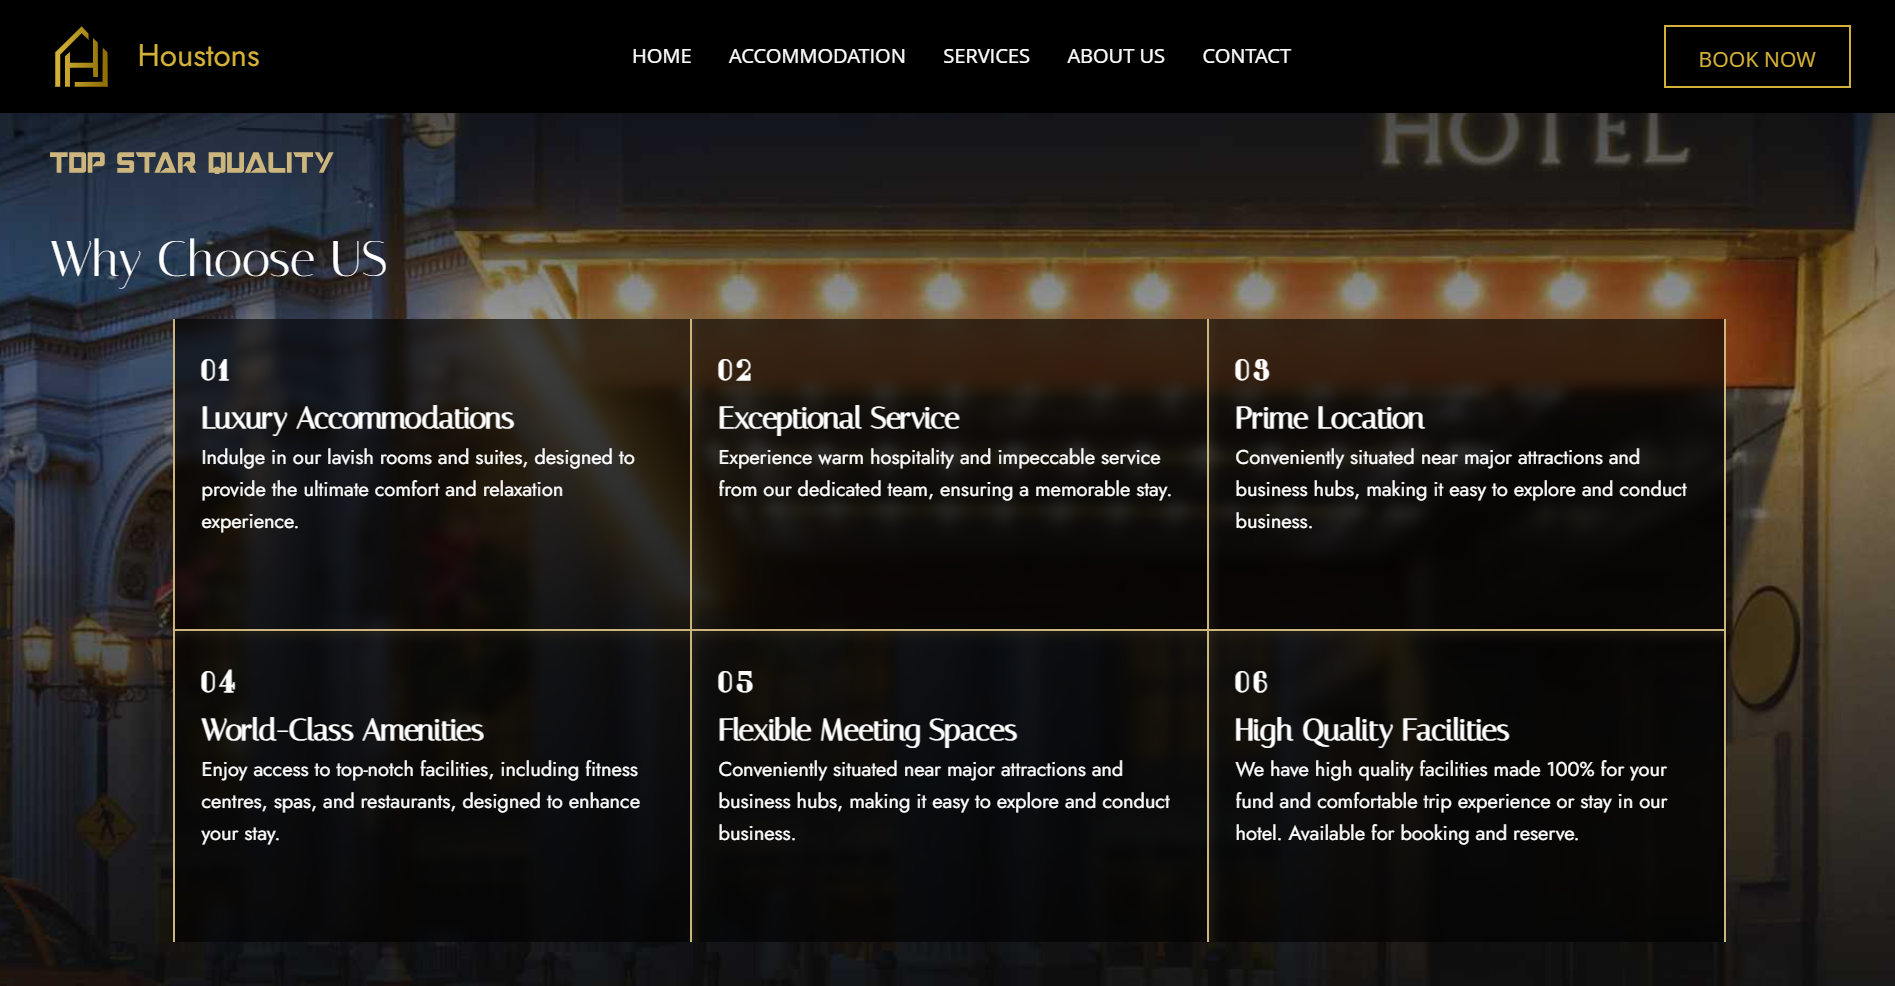 Houstons
HOME ACCOMMODATION SERVICES ABOUT US CONTACT
BOOK NOW
HOTEL
TOP STAR QUALITY
Why Choose US
01
Luxury Accommodations
Indulge in our lavish rooms and suites, designed to
provide the ultimate comfort and relaxation
experience.
02
Exceptional Service
Experience warm hospitality and impeccable service
from our dedicated team, ensuring a memorable stay.
03
Prime Location
Conveniently situated near major attractions and
business hubs, making it easy to explore and conduct
business.
04
World-Class Amenities
Enjoy access to top-notch facilities, including fitness
centres, spas, and restaurants, designed to enhance
your stay.
05
Flexible Meeting Spaces
Conveniently situated near major attractions and
business hubs, making it easy to explore and conduct
business.
06
High Quality Facilities
We have high quality facilities made 100% for your
fund and comfortable trip experience or stay in our
hotel. Available for booking and reserve.